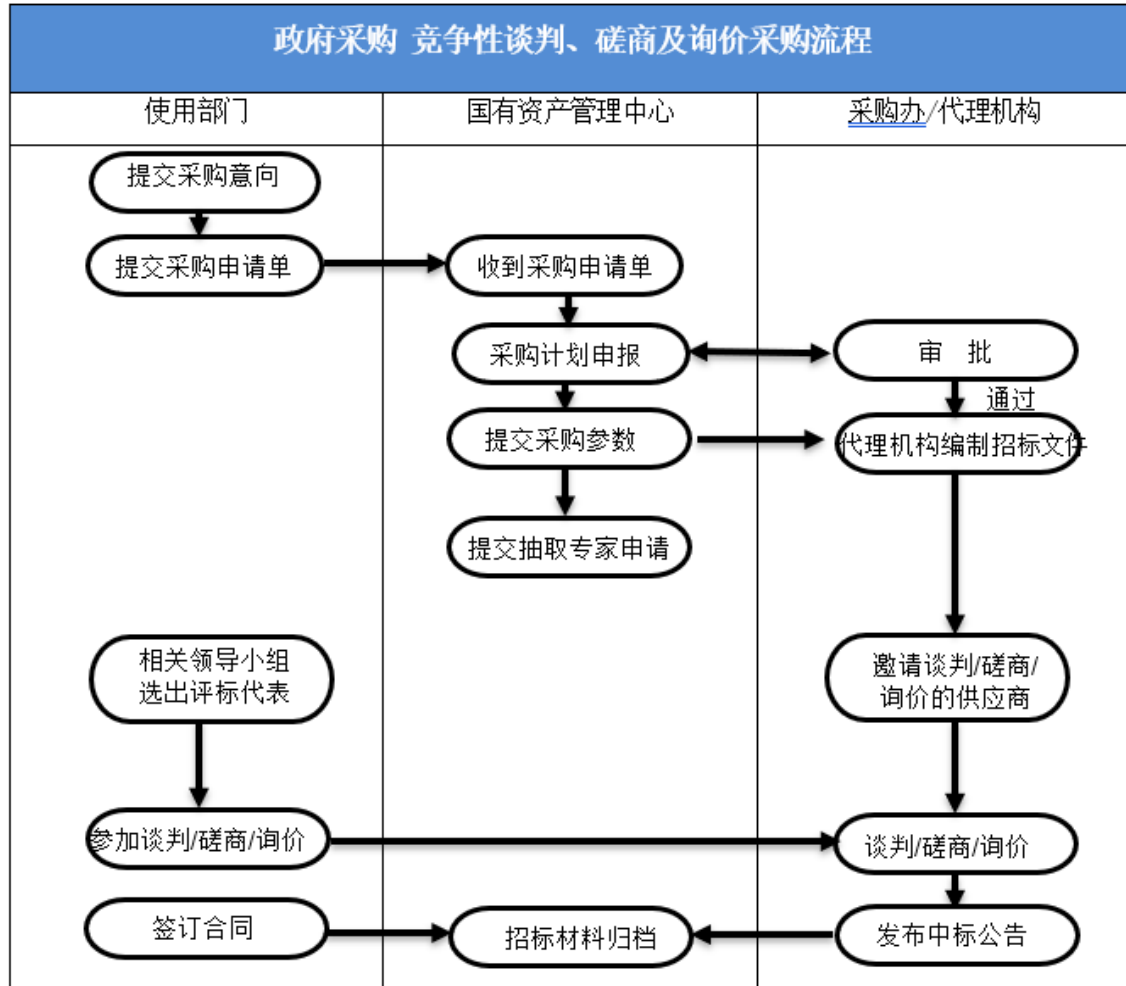 政府采购 竞争性谈判、磋商及询价采购流程
使用部门
国有资产管理中心
采购办/代理机构
提交采购意向
提交采购申请单
收到采购申请单
采购计划申报
审 批
通过
提交采购参数
代理机构编制招标文件
提交抽取专家申请
相关领导小组
选出评标代表
邀请谈判/磋商/
询价的供应商
参加谈判/磋商/询价
谈判/磋商/询价
签订合同
招标材料归档
发布中标公告